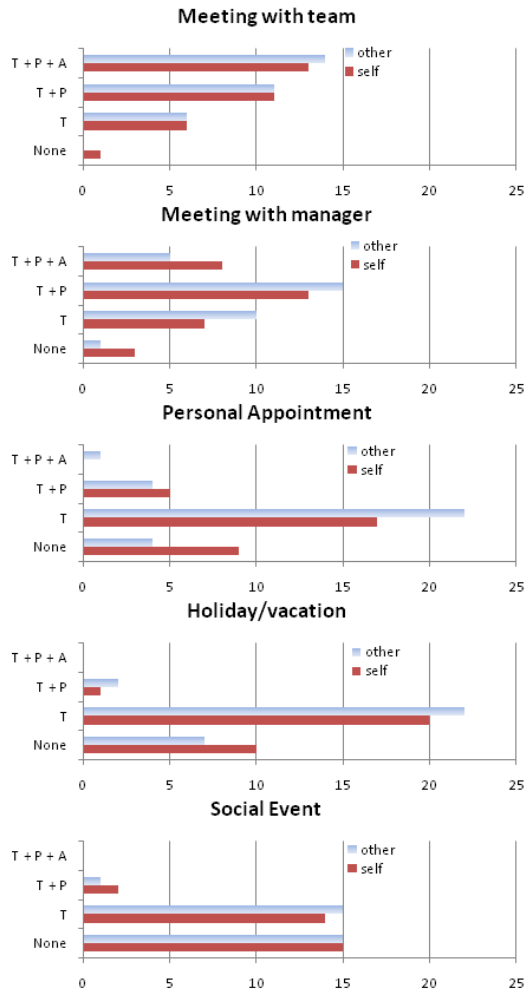 Meeting with team
other
self
T + P + A
T + P
T
None
0 5 10 15 20 25
Meeting with manager
other
self
T + P + A
T + P
T
None
0 5 10 15 20 25
Personal Appointment
other
self
T + P + A
T + P
T
None
0 5 10 15 20 25
Holiday/vacation
other
self
T + P + A
T + P
T
None
0 5 10 15 20 25
Social Event
other
self
T + P + A
T + P
T
None
0 5 10 15 20 25